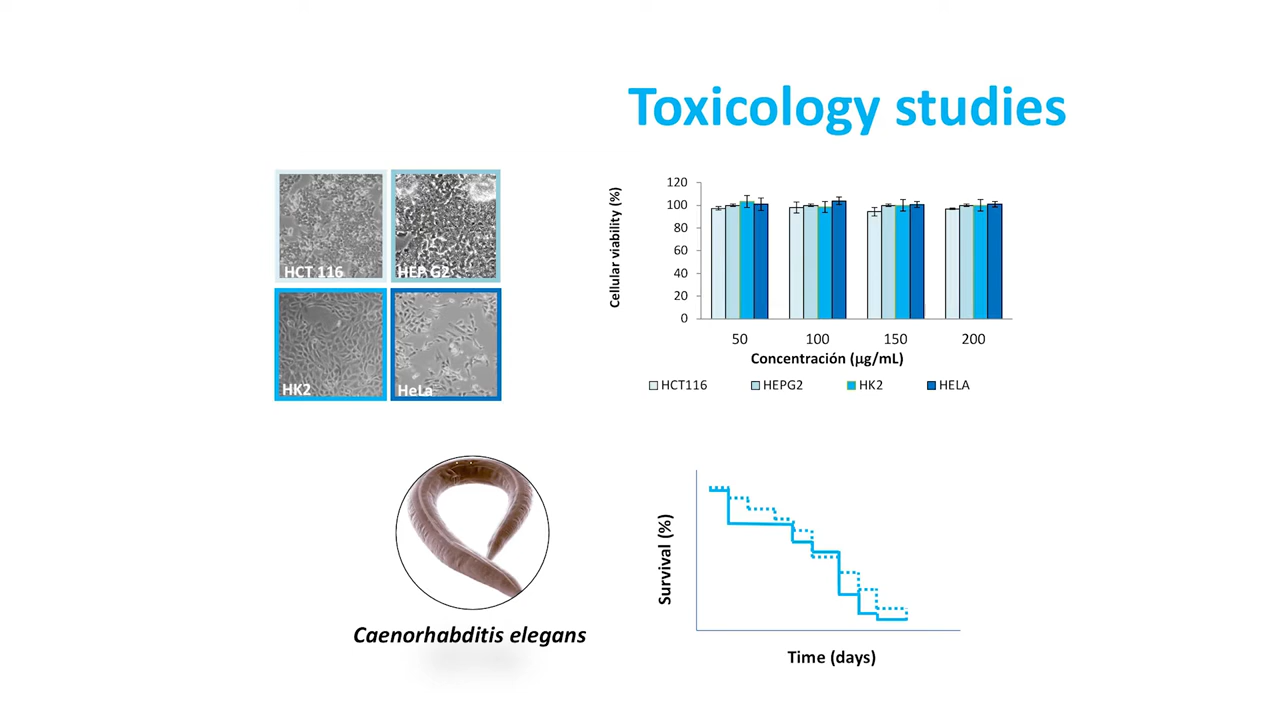 Toxicology studies
HCT 116
HEP G2
HK2
HeLa
Cellular viability (%)
120
100
80
60
40
20
0
50 100 150 200
Concentración (µg/mL)
HCT116 HEPG2 HK2 HELA
Caenorhabditis elegans
Survival (%)
Time (days)